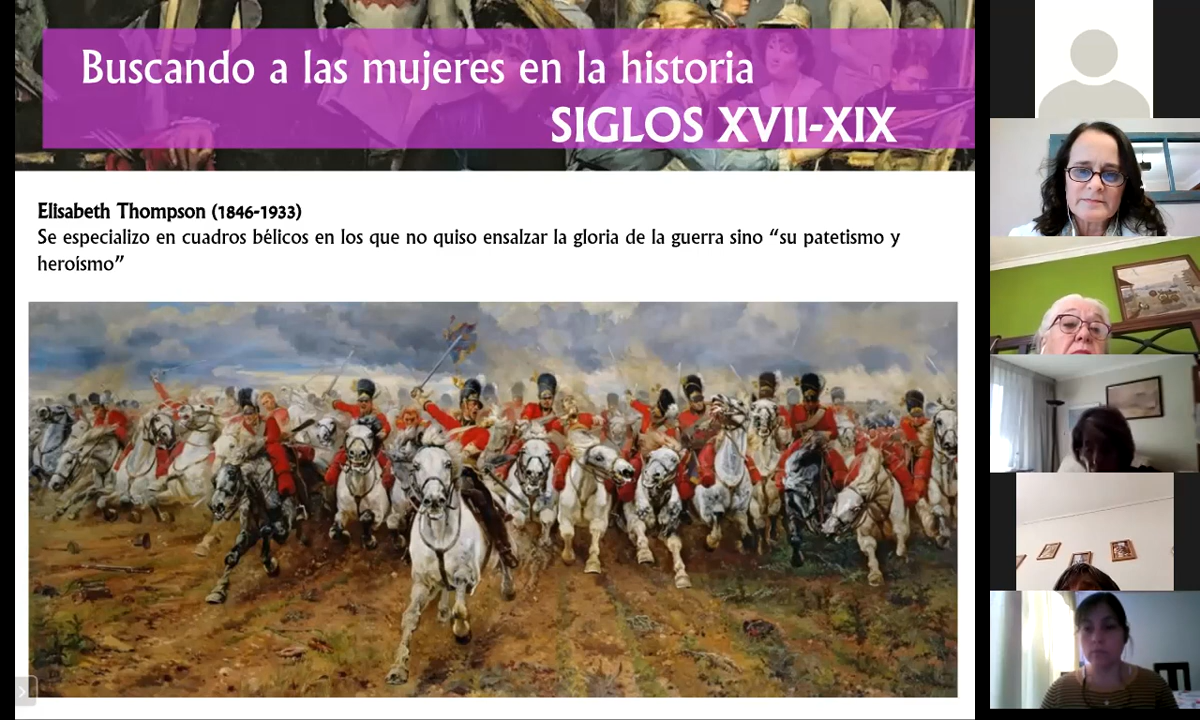 Buscando a las mujeres en la historia
SIGLOS XVII-XIX
Elisabeth Thompson (1846-1933)
Se especializo en cuadros bélicos en los que no quiso ensalzar la gloria de la guerra sino “su patetismo y
heroísmo”